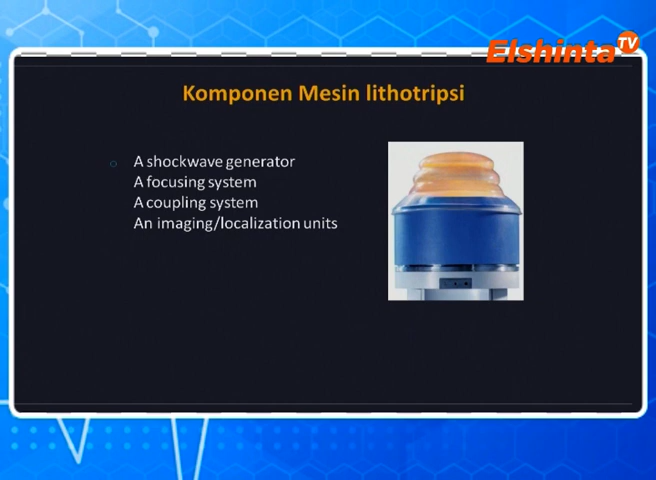 Elshinta TV
Komponen Mesin lithotripsi
A shockwave generator
A focusing system
A coupling system
An imaging/localization units